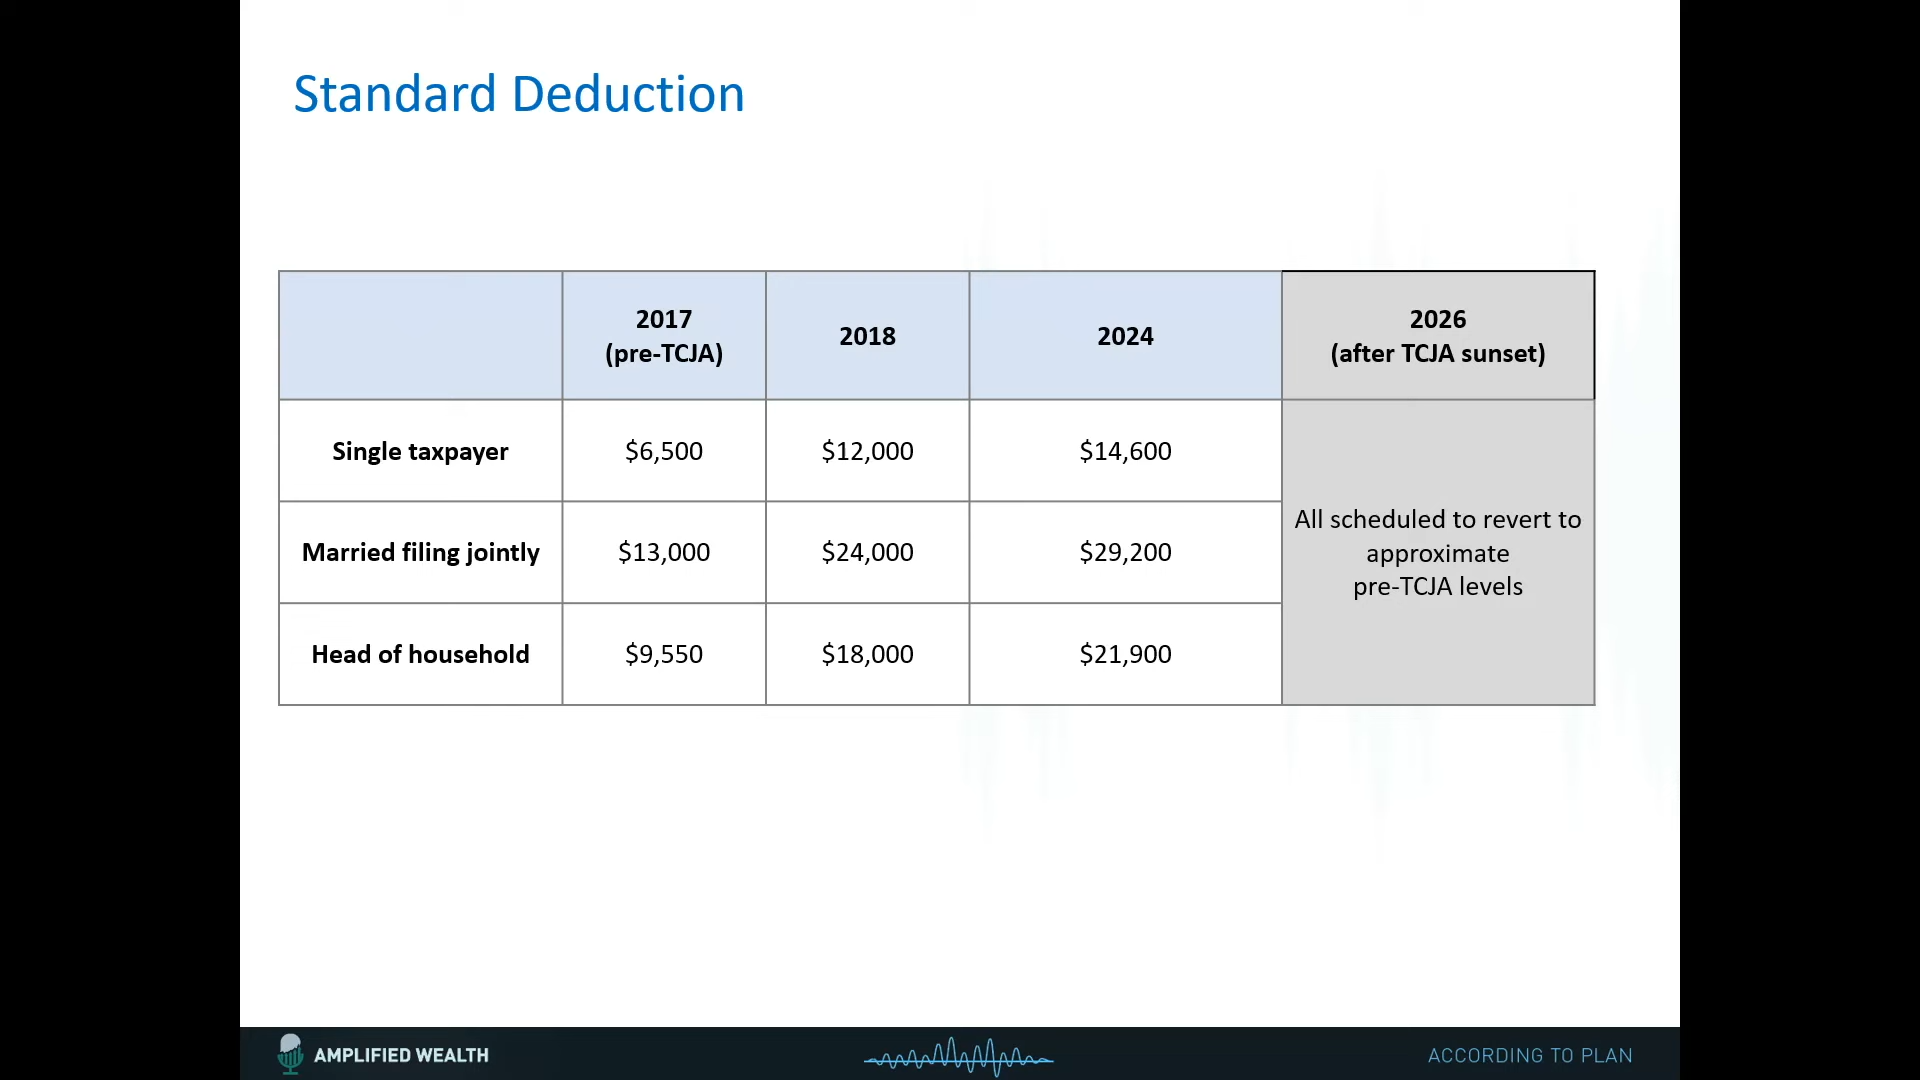 Standard Deduction
2017
(pre-TCJA)
2018
2024
2026
(after TCJA sunset)
Single taxpayer
$6,500
$12,000
$14,600
All scheduled to revert to
approximate
pre-TCJA levels
Married filing jointly
$13,000
$24,000
$29,200
Head of household
$9,550
$18,000
$21,900
AMPLIFIED WEALTH
ACCORDING TO PLAN